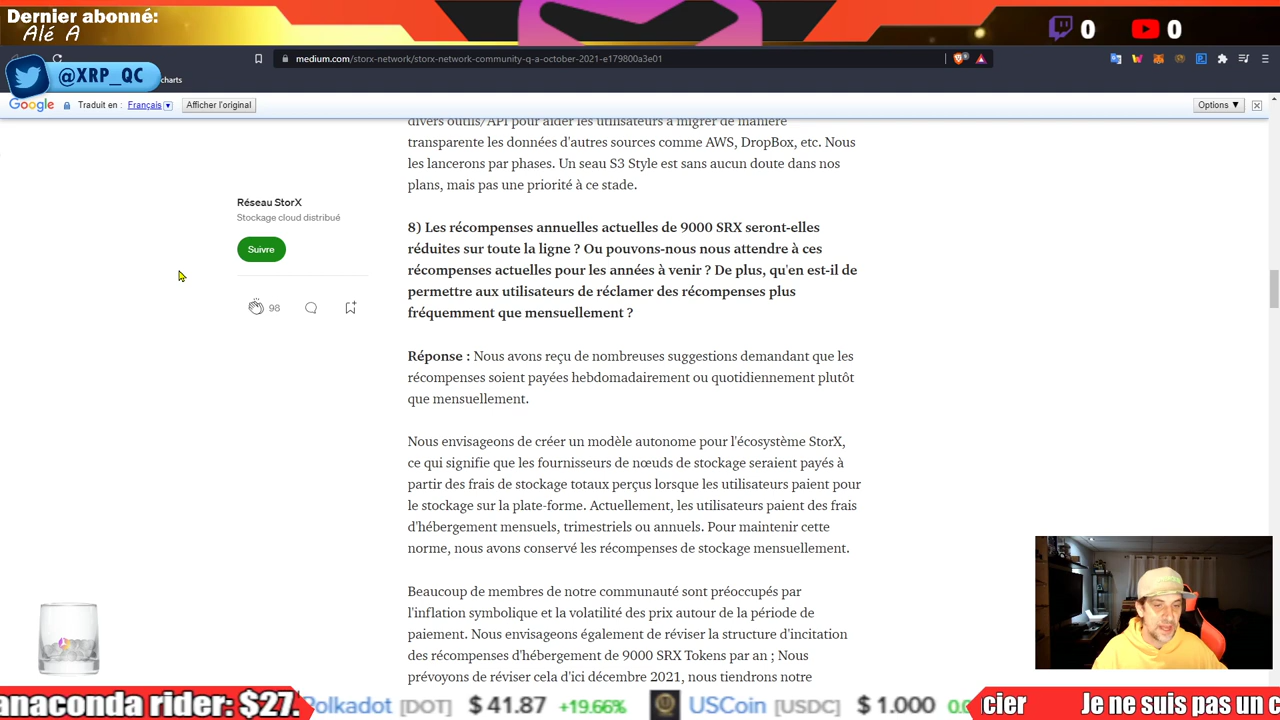 Dernier abonné:
Alé A
0
0
medium.com/storx-network/storx-network-community-q-a-october-2021-e179800a3e01
@XRP_QC
charts
Google
Traduit en : Français
Afficher l'original
Options ▼
divers outils/API pour aider les utilisateurs à migrer de manière
transparente les données d'autres sources comme AWS, DropBox, etc. Nous
les lancerons par phases. Un seau S3 Style est sans aucun doute dans nos
plans, mais pas une priorité à ce stade.
Réseau StorX
Stockage cloud distribué
Suivre
98
8) Les récompenses annuelles actuelles de 9000 SRX seront-elles
réduites sur toute la ligne ? Ou pouvons-nous nous attendre à ces
récompenses actuelles pour les années à venir ? De plus, qu'en est-il de
permettre aux utilisateurs de réclamer des récompenses plus
fréquemment que mensuellement ?
Réponse : Nous avons reçu de nombreuses suggestions demandant que les
récompenses soient payées hebdomadairement ou quotidiennement plutôt
que mensuellement.
Nous envisageons de créer un modèle autonome pour l'écosystème StorX,
ce qui signifie que les fournisseurs de nœuds de stockage seraient payés à
partir des frais de stockage totaux perçus lorsque les utilisateurs paient pour
le stockage sur la plate-forme. Actuellement, les utilisateurs paient des frais
d'hébergement mensuels, trimestriels ou annuels. Pour maintenir cette
norme, nous avons conservé les récompenses de stockage mensuellement.
Beaucoup de membres de notre communauté sont préoccupés par
l'inflation symbolique et la volatilité des prix autour de la période de
paiement. Nous envisageons également de réviser la structure d'incitation
des récompenses d'hébergement de 9000 SRX Tokens par an ; Nous
prévoyons de réviser cela d'ici décembre 2021, nous tiendrons notre
anaconda rider: $27.
Polkadot [DOT] $ 41.87 +19.66%
USCoin [USDC] $ 1.000 0.0
cier Je ne suis pas un c